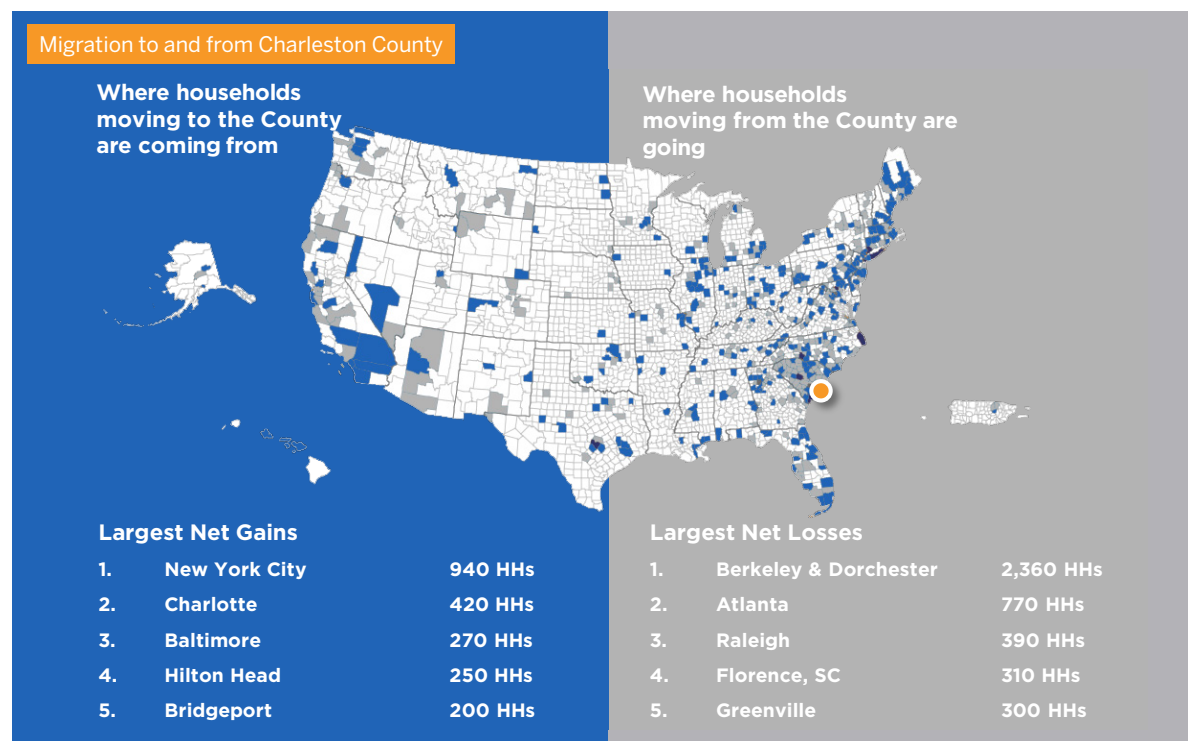 Migration to and from Charleston County
Where households
moving to the County
are coming from
Where households
moving from the County are
going
Largest Net Gains
1. New York City 940 HHs
2. Charlotte 420 HHs
3. Baltimore 270 HHs
4. Hilton Head 250 HHs
5. Bridgeport 200 HHs
Largest Net Losses
1. Berkeley & Dorchester 2,360 HHs
2. Atlanta 770 HHs
3. Raleigh 390 HHs
4. Florence, SC 310 HHs
5. Greenville 300 HHs